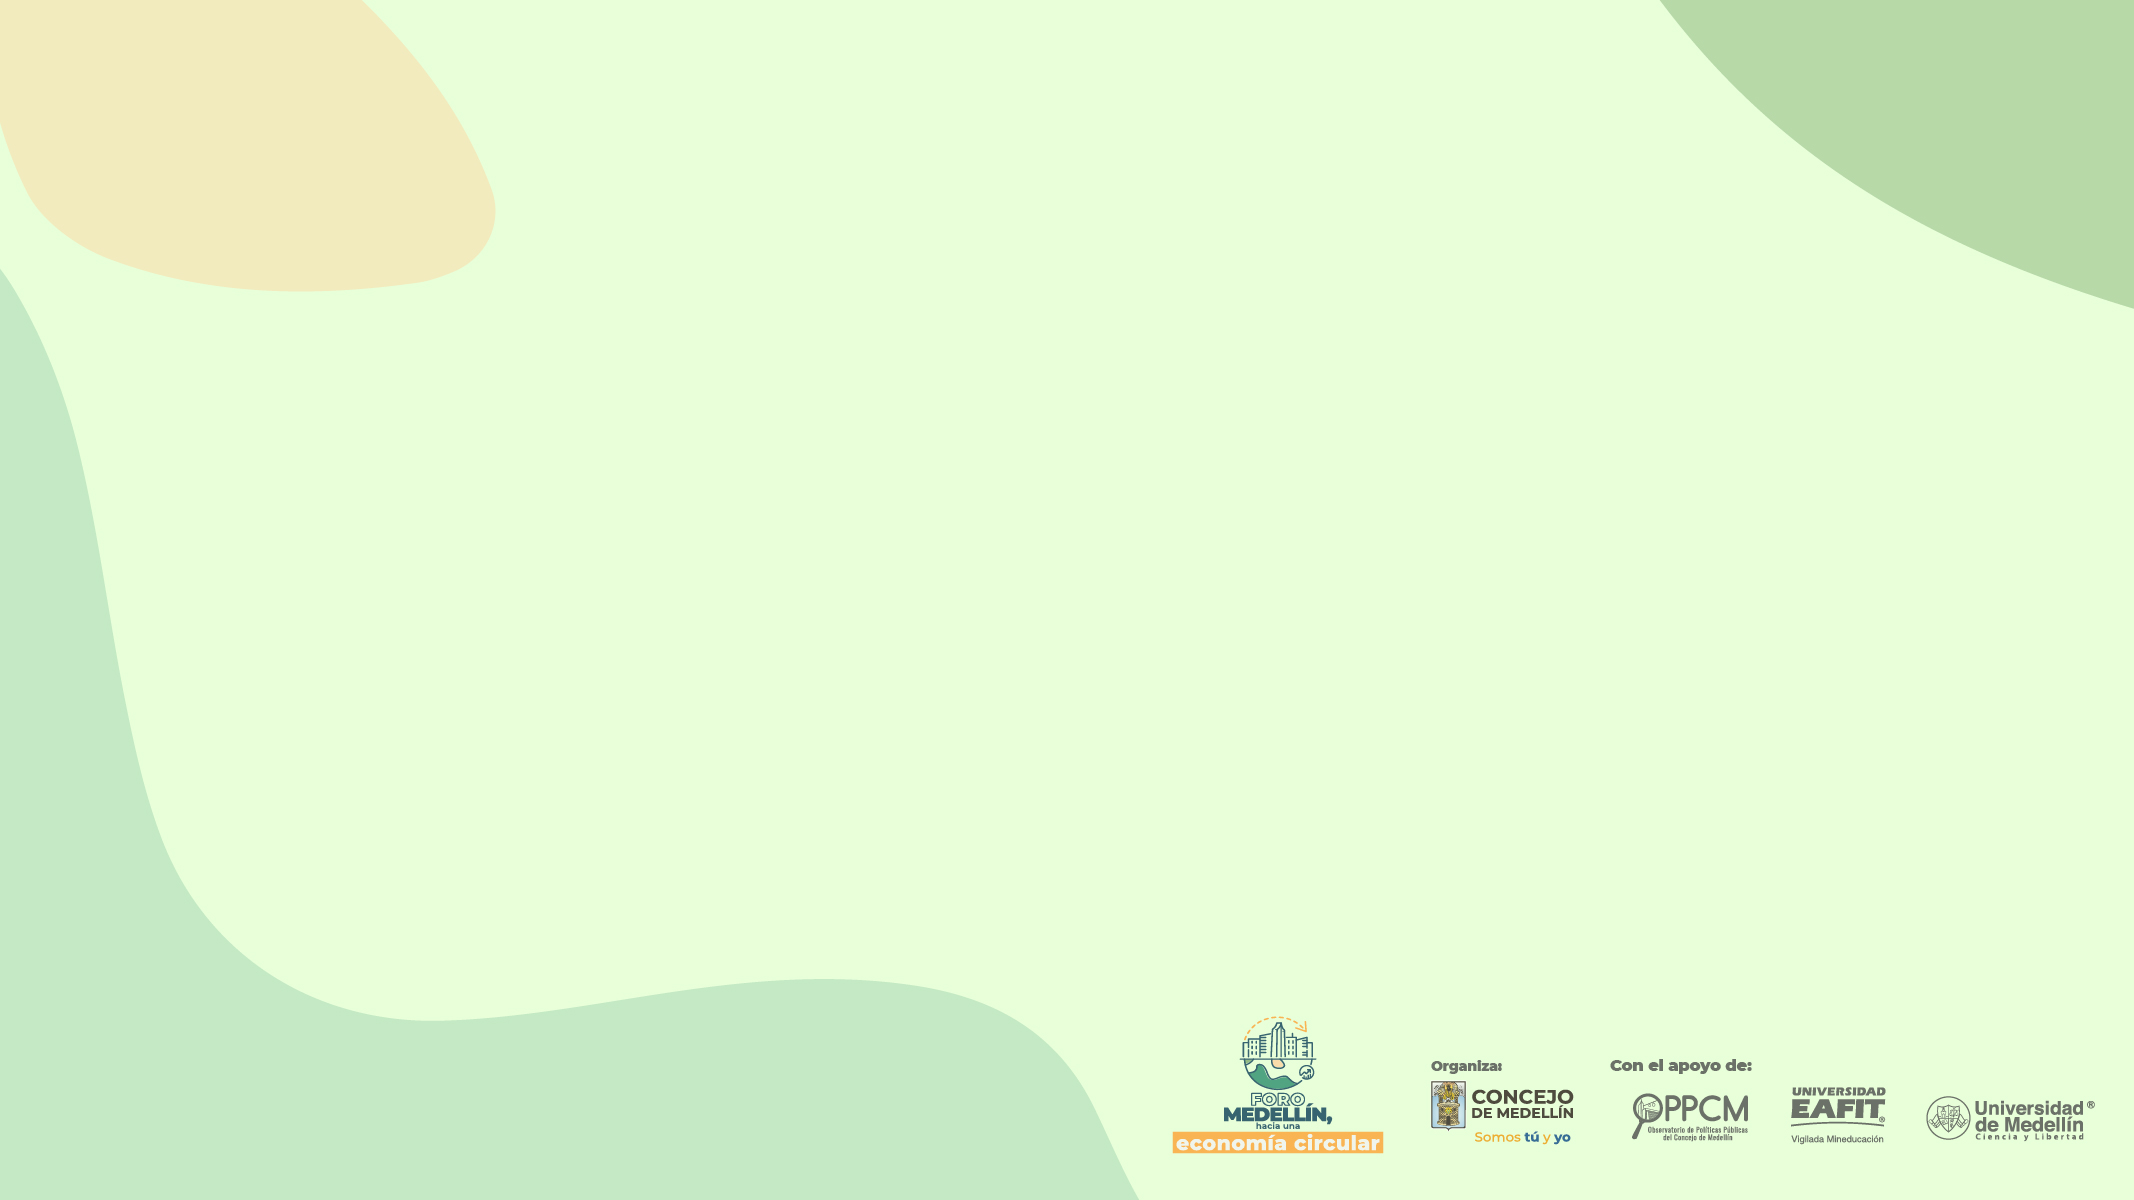 FORO
MEDELLÍN,
hacia una
economía circular
Organiza:
CONCEJO
DE MEDELLÍN
Somos tú y yo
Con el apoyo de:
OPPCM
Observatorio de Políticas Públicas
del Concejo de Medellín
UNIVERSIDAD
EAFIT®
Vigilada Mineducación
Universidad®
de Medellín
Ciencia y Libertad